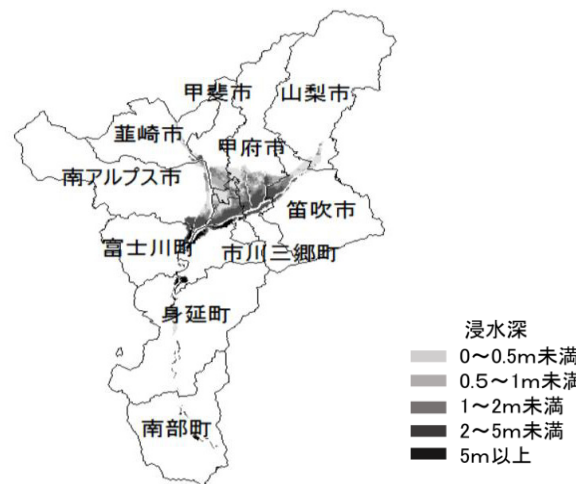 甲斐市
山梨市
韮崎市
甲府市
南アルプス市
笛吹市
富士川町
市川三郷町
身延町
南部町
浸水深
0～0.5m未満
0.5～1m未満
1～2m未満
2～5m未満
5m以上